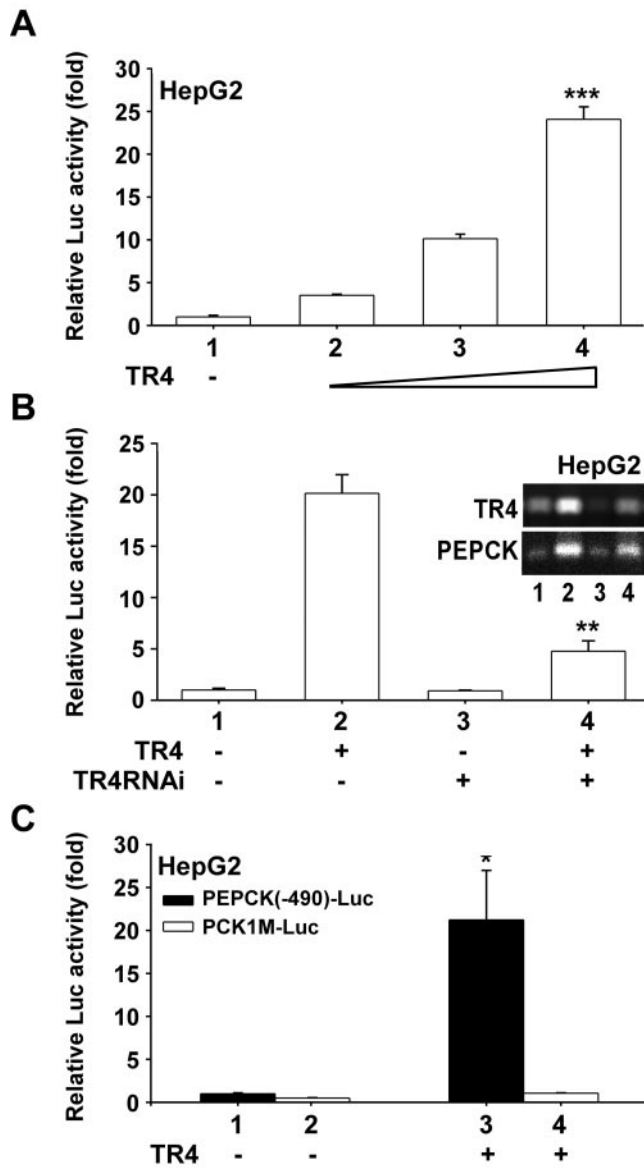 A
Relative Luc activity (fold)
30
25
20
15
10
5
0
HepG2
***
1 2 3 4
TR4 -
B
Relative Luc activity (fold)
25
20
15
10
5
0
HepG2
TR4
PEPCK
1 2 3 4
**
1 2 3 4
TR4 - + - +
TR4RNAi - - + +
C
Relative Luc activity (fold)
30
25
20
15
10
5
0
HepG2
PEPCK(-490)-Luc
PCK1M-Luc
*
1 2 3 4
TR4 - - + +